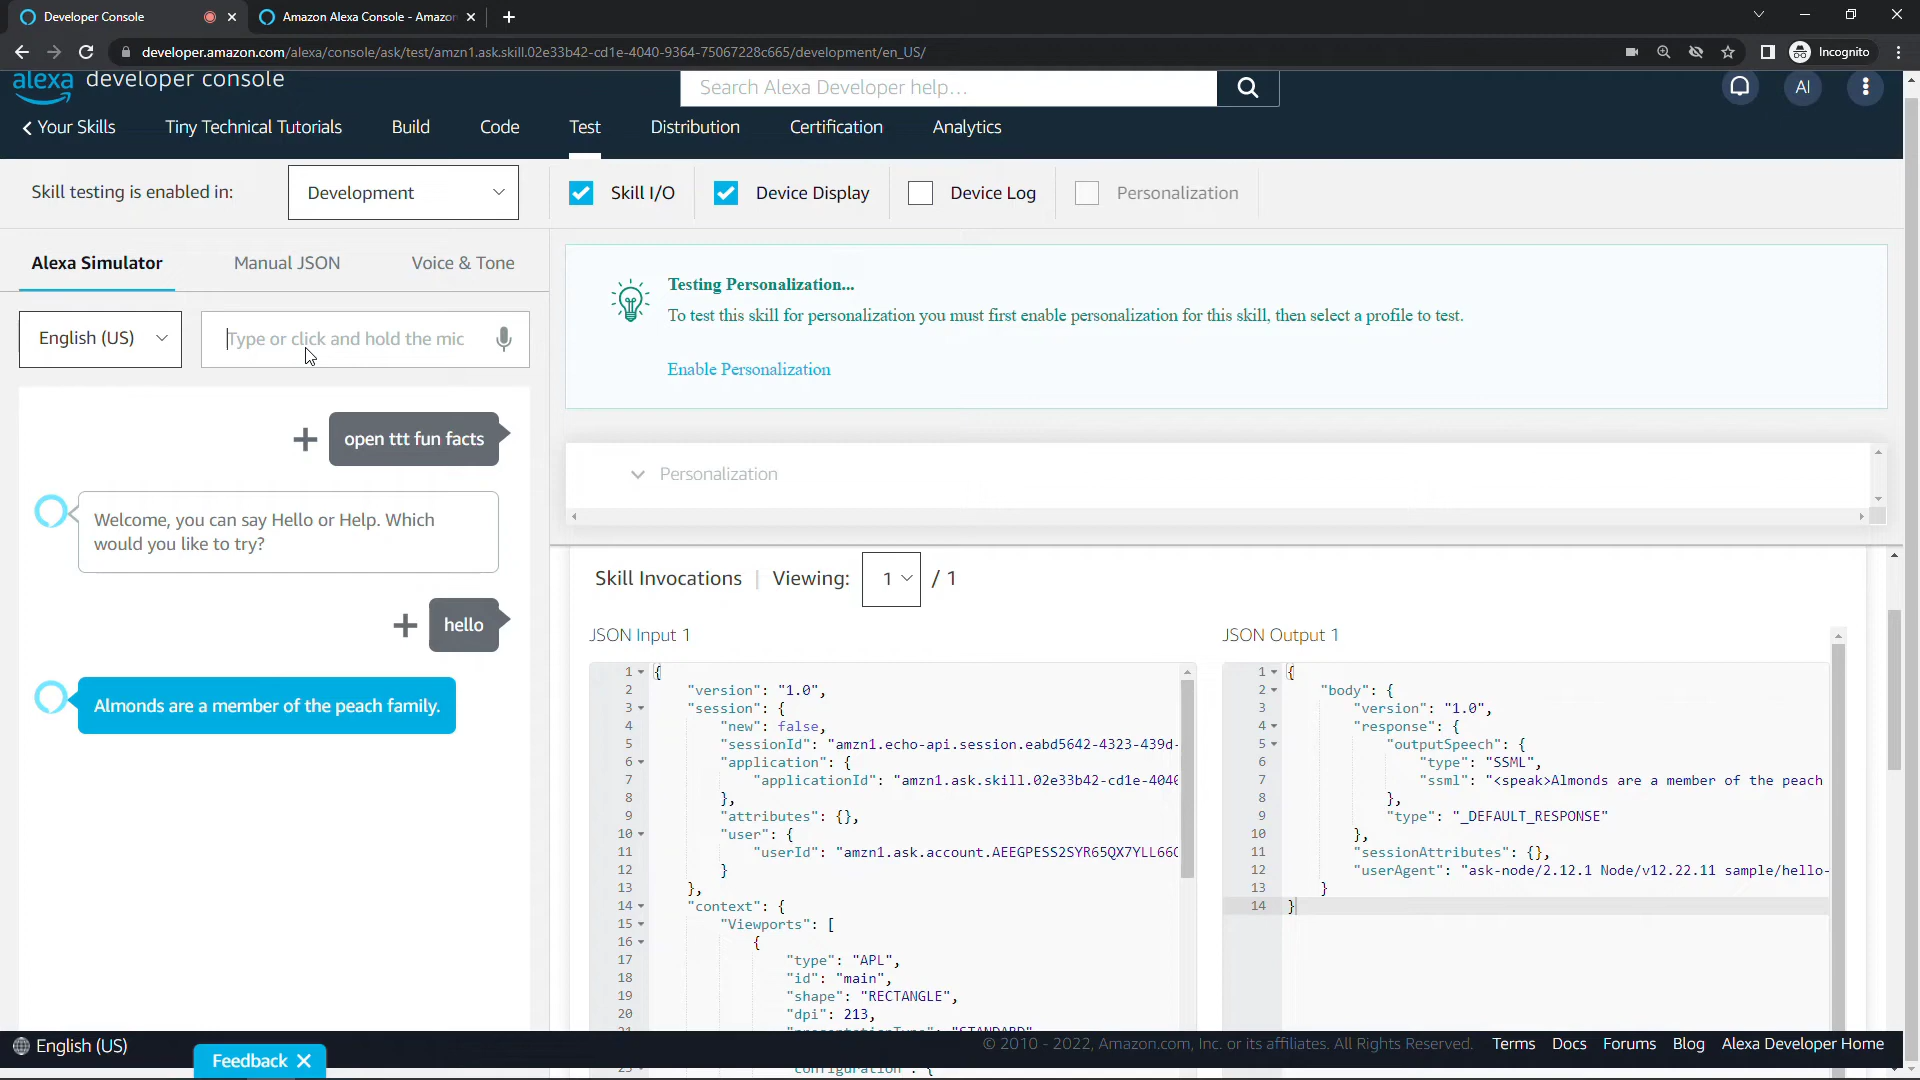 Developer Console
Amazon Alexa Console - Amazon
developer.amazon.com/alexa/console/ask/test/amzn1.ask.skill.02e33b42-cd1e-4040-9364-75067228c665/development/en_US/
Incognito
alexa developer console
Search Alexa Developer help...
AI
Your Skills
Tiny Technical Tutorials
Build
Code
Test
Distribution
Certification
Analytics
Skill testing is enabled in:
Development
Skill I/O
Device Display
Device Log
Personalization
Alexa Simulator
Manual JSON
Voice & Tone
English (US)
Type or click and hold the mic
open ttt fun facts
Welcome, you can say Hello or Help. Which
would you like to try?
hello
Almonds are a member of the peach family.
Testing Personalization...
To test this skill for personalization you must first enable personalization for this skill, then select a profile to test.
Enable Personalization
Personalization
Skill Invocations | Viewing: 1 / 1
JSON Input 1
1 {
2 "version": "1.0",
3 "session": {
4 "new": false,
5 "sessionId": "amzn1.echo-api.session.eabd5642-4323-439d-
6 "application": {
7 "applicationId": "amzn1.ask.skill.02e33b42-cd1e-4040
8 },
9 "attributes": {},
10 "user": {
11 "userId": "amzn1.ask.account.AEEGPESS2SYR65QX7YLL66
12 }
13 },
14 "context": {
15 "Viewports": [
16 {
17 "type": "APL",
18 "id": "main",
19 "shape": "RECTANGLE",
20 "dpi": 213,
JSON Output 1
1 {
2 "body": {
3 "version": "1.0",
4 "response": {
5 "outputSpeech": {
6 "type": "SSML",
7 "ssml": "<speak>Almonds are a member of the peach
8 },
9 "type": "_DEFAULT_RESPONSE"
10 },
11 "sessionAttributes": {},
12 "userAgent": "ask-node/2.12.1 Node/v12.22.11 sample/hello-
13 }
14 }
English (US)
Feedback
© 2010 - 2022, Amazon.com, Inc. or its affiliates. All Rights Reserved.
Terms
Docs
Forums
Blog
Alexa Developer Home